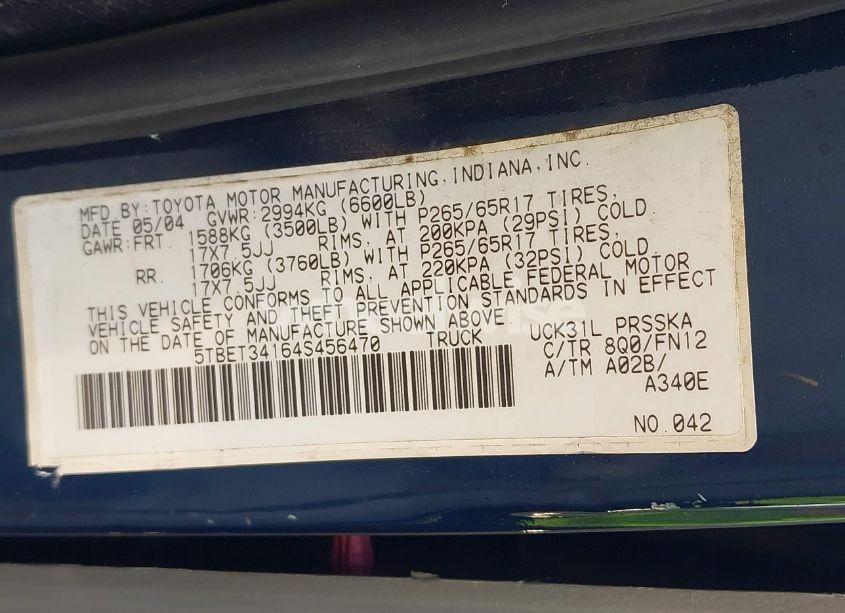 MFD BY: TOYOTA MOTOR MANUFACTURING, INDIANA, INC.
DATE 05/04 GVWR: 2994KG (6600LB)
GAWR: FRT. 1588KG (3500LB) WITH P265/65R17 TIRES,
17X7.5JJ RIMS, AT 200KPA (29PSI) COLD
RR. 1706KG (3760LB) WITH P265/65R17 TIRES,
17X7.5JJ RIMS, AT 220KPA (32PSI) COLD
THIS VEHICLE CONFORMS TO ALL APPLICABLE FEDERAL MOTOR
VEHICLE SAFETY AND THEFT PREVENTION STANDARDS IN EFFECT
ON THE DATE OF MANUFACTURE SHOWN ABOVE
5TBET34164S456470 TRUCK
UCK31L PRSSKA
C/TR 8Q0/FN12
A/TM A02B/
A340E
NO. 042